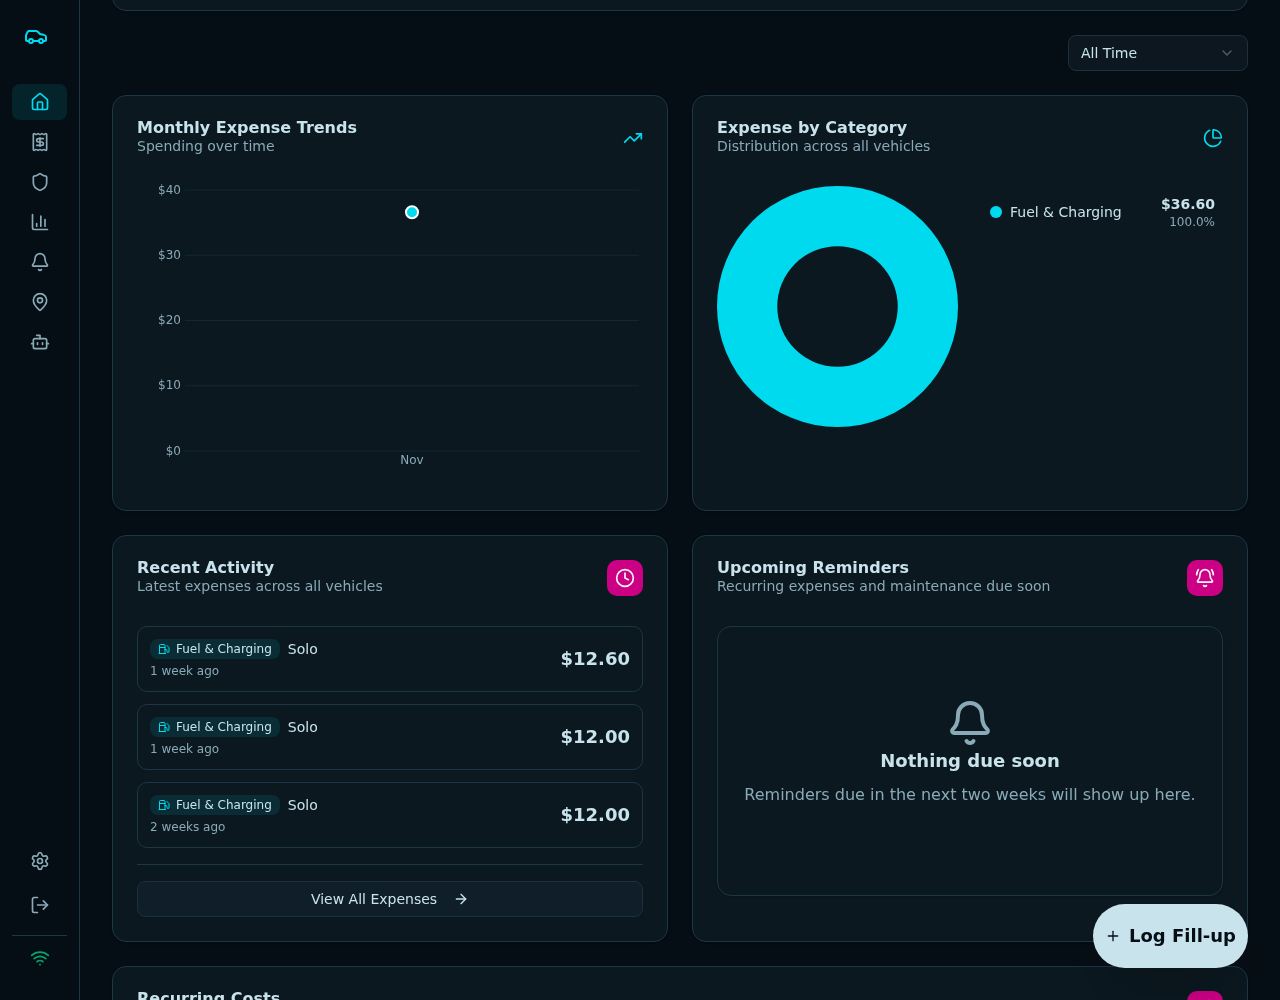 All Time
Monthly Expense Trends
Spending over time
$40
$30
$20
$10
$0
Nov
Expense by Category
Distribution across all vehicles
Fuel & Charging
$36.60
100.0%
Recent Activity
Latest expenses across all vehicles
Fuel & Charging Solo
1 week ago
$12.60
Fuel & Charging Solo
1 week ago
$12.00
Fuel & Charging Solo
2 weeks ago
$12.00
View All Expenses
Upcoming Reminders
Recurring expenses and maintenance due soon
Nothing due soon
Reminders due in the next two weeks will show up here.
Log Fill-up
Recurring Costs